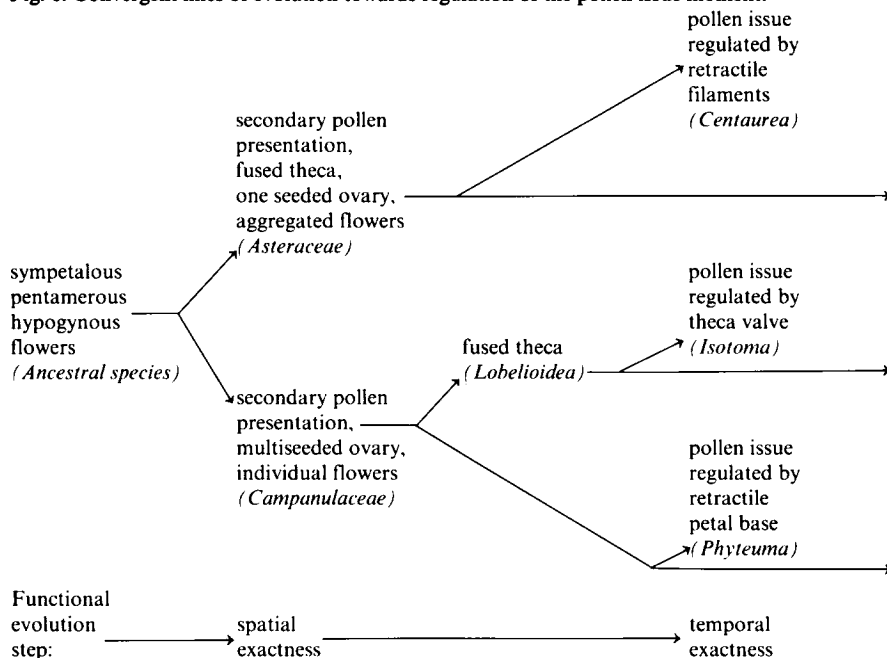 Convergent lines of evolution towards regulation of the pollen issue moment.
pollen issue
regulated by
retractile
filaments
(Centaurea)
secondary pollen
presentation,
fused theca,
one seeded ovary,
aggregated flowers
(Asteraceae)
sympetalous
pentamerous
hypogynous
flowers
(Ancestral species)
pollen issue
regulated by
theca valve
(Isotoma)
fused theca
(Lobelioidea)
secondary pollen
presentation,
multiseeded ovary,
individual flowers
(Campanulaceae)
pollen issue
regulated by
retractile
petal base
(Phyteuma)
Functional
evolution
step:
spatial
exactness
temporal
exactness